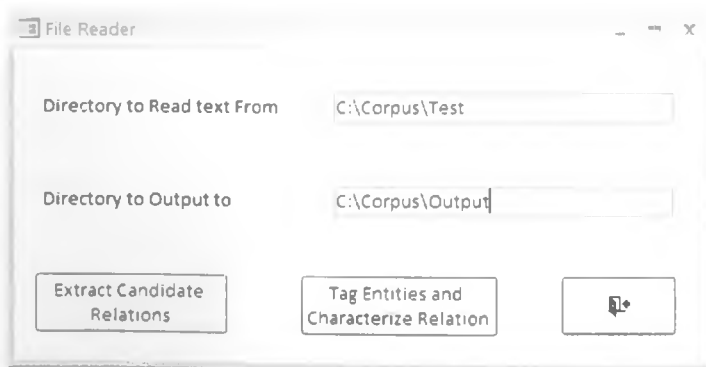 File Reader
Directory to Read text From
C:\Corpus\Test
Directory to Output to
C:\Corpus\Output
Extract Candidate
Relations
Tag Entities and
Characterize Relation